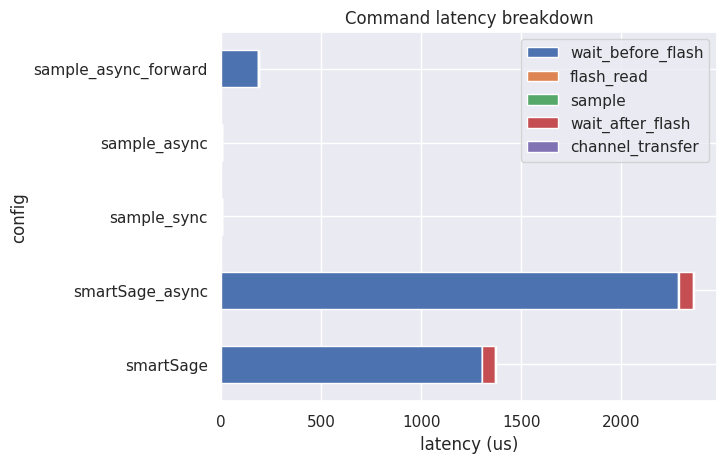 Command latency breakdown
wait_before_flash
flash_read
sample
wait_after_flash
channel_transfer
config
sample_async_forward
sample_async
sample_sync
smartSage_async
smartSage
0 500 1000 1500 2000
latency (us)